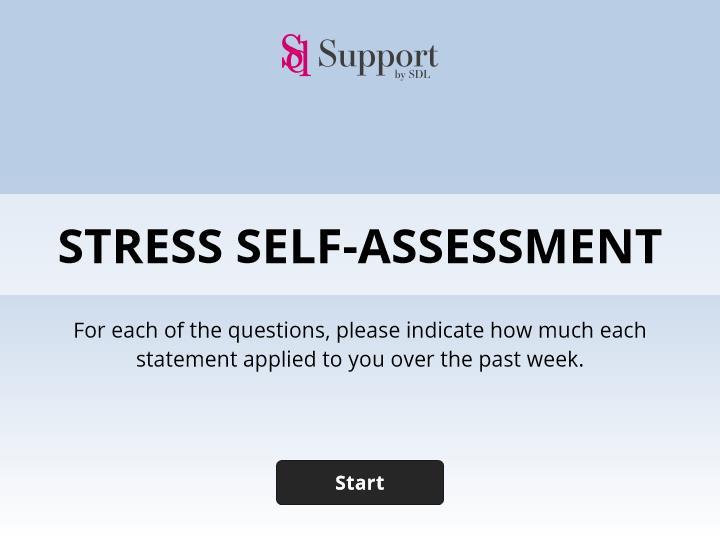 Sd Support
by SDL
STRESS SELF-ASSESSMENT
For each of the questions, please indicate how much each
statement applied to you over the past week.
Start